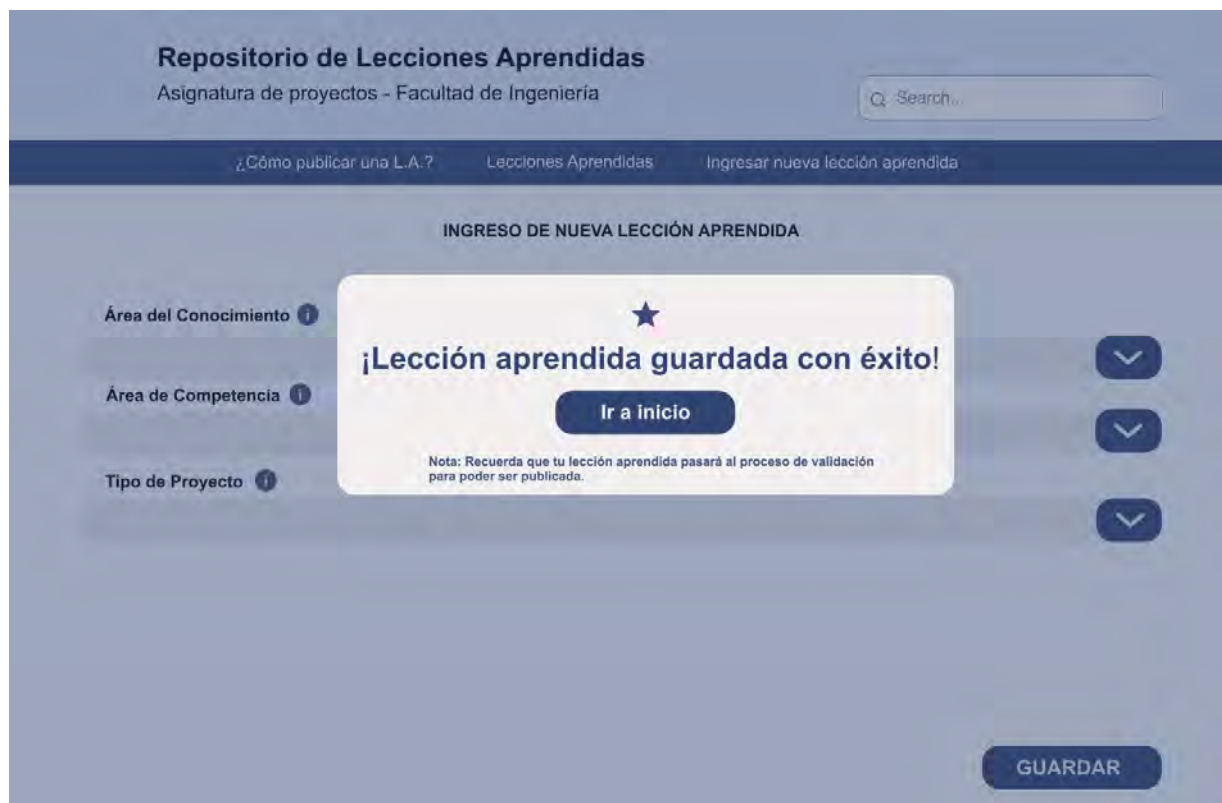 Repositorio de Lecciones Aprendidas
Asignatura de proyectos - Facultad de Ingeniería
Search..
¿Cómo publicar una L.A.? Lecciones Aprendidas Ingresar nueva lección aprendida
INGRESO DE NUEVA LECCIÓN APRENDIDA
Área del Conocimiento i
¡Lección aprendida guardada con éxito!
Área de Competencia i
Ir a inicio
Nota: Recuerda que tu lección aprendida pasará al proceso de validación
para poder ser publicada.
Tipo de Proyecto i
GUARDAR